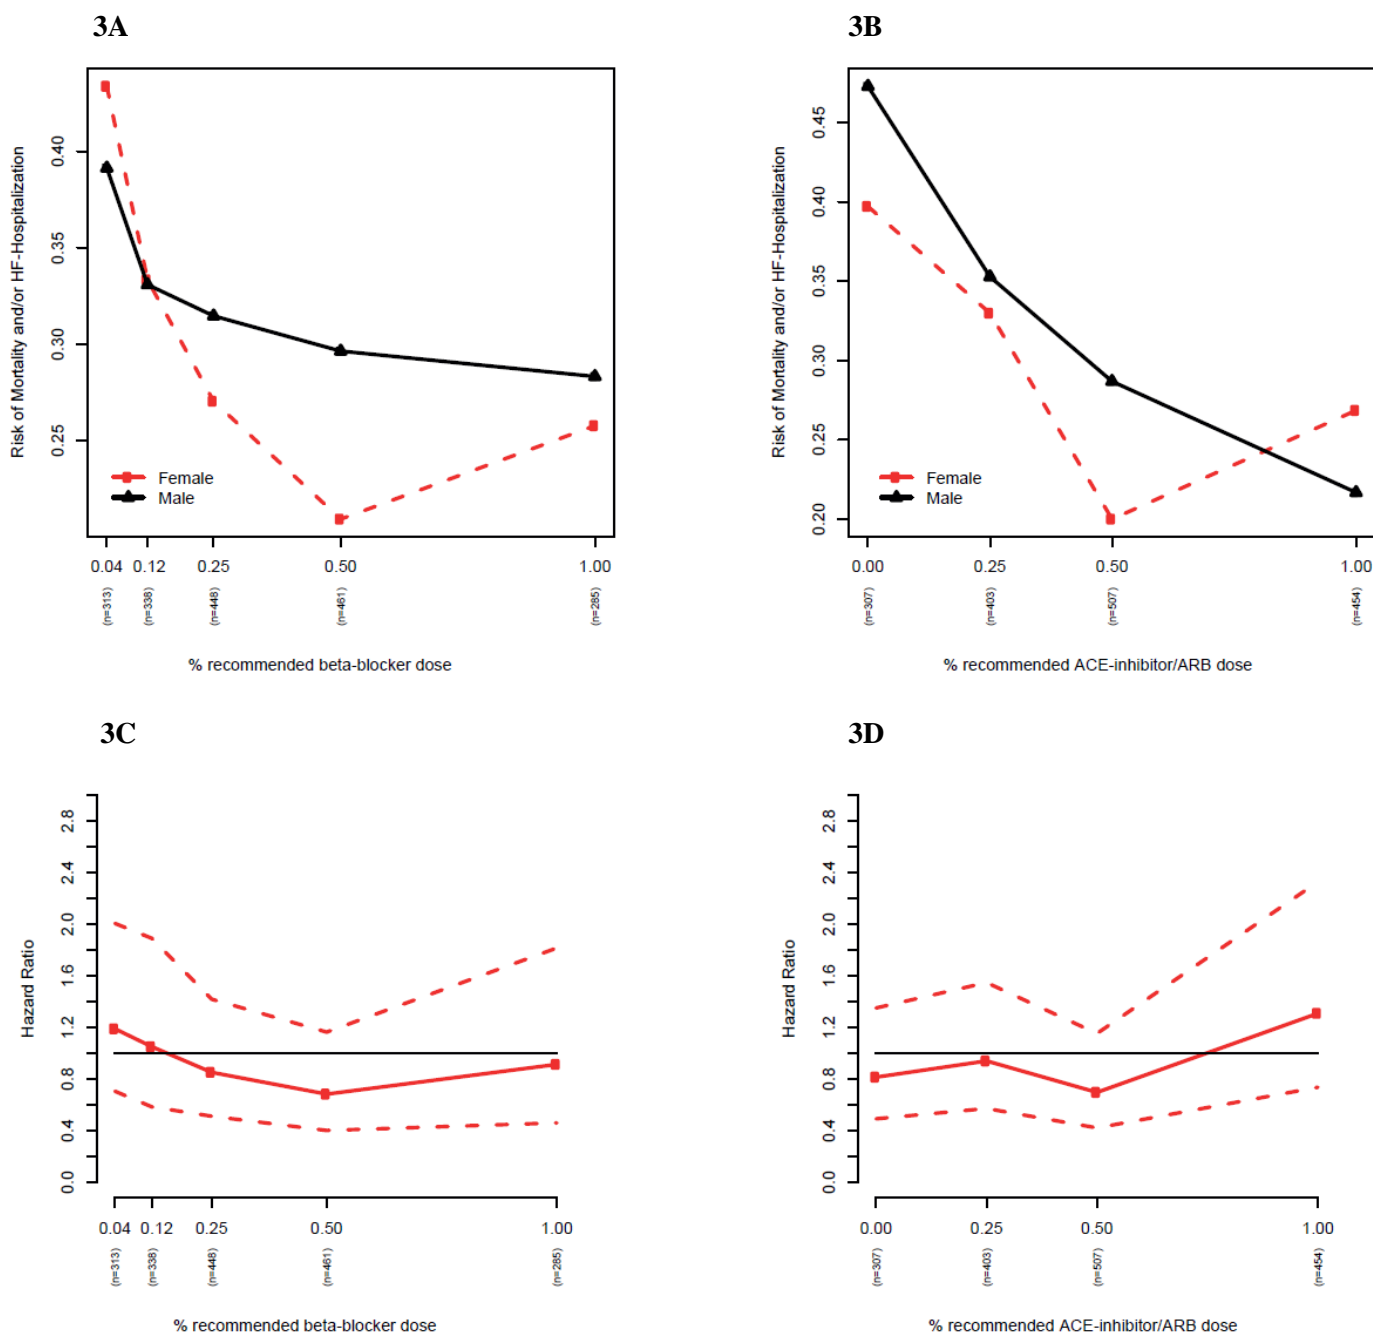 3A
Risk of Mortality and/or HF-Hospitalization
0.40
0.35
0.30
0.25
Female
Male
0.04 0.12 0.25 0.50 1.00
(n=313) (n=338) (n=448) (n=461) (n=285)
% recommended beta-blocker dose
3B
Risk of Mortality and/or HF-Hospitalization
0.45
0.40
0.35
0.30
0.25
0.20
Female
Male
0.00 0.25 0.50 1.00
(n=307) (n=403) (n=507) (n=454)
% recommended ACE-inhibitor/ARB dose
3C
Hazard Ratio
2.8
2.4
2.0
1.6
1.2
0.8
0.4
0.0
0.04 0.12 0.25 0.50 1.00
(n=313) (n=338) (n=448) (n=461) (n=285)
% recommended beta-blocker dose
3D
Hazard Ratio
2.8
2.4
2.0
1.6
1.2
0.8
0.4
0.0
0.00 0.25 0.50 1.00
(n=307) (n=403) (n=507) (n=454)
% recommended ACE-inhibitor/ARB dose